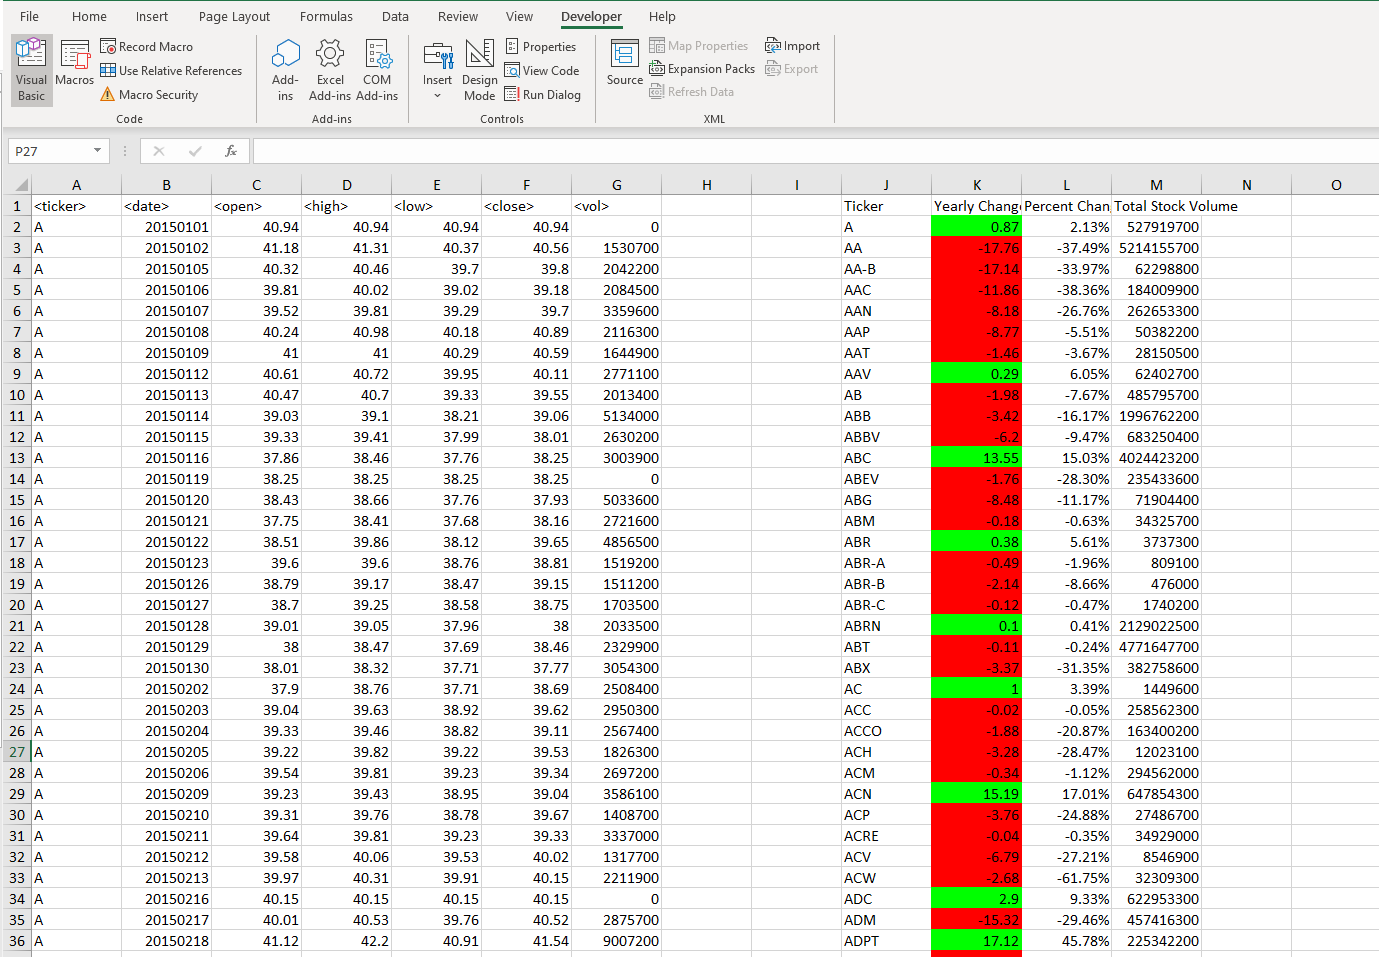 File Home Insert Page Layout Formulas Data Review View Developer Help
Visual Basic
Macros
Record Macro
Use Relative References
Macro Security
Code
Add-ins
Excel Add-ins
COM Add-ins
Add-ins
Insert
Design Mode
Properties
View Code
Run Dialog
Controls
Source
Map Properties
Expansion Packs
Refresh Data
Import
Export
XML
P27 fx
A B C D E F G H I J K L M N O
1 <ticker> <date> <open> <high> <low> <close> <vol> Ticker Yearly Chang Percent Chan Total Stock Volume
2 A 20150101 40.94 40.94 40.94 40.94 0 A 0.87 2.13% 527919700
3 A 20150102 41.18 41.31 40.37 40.56 1530700 AA -17.76 -37.49% 5214155700
4 A 20150105 40.32 40.46 39.7 39.8 2042200 AA-B -17.14 -33.97% 62298800
5 A 20150106 39.81 40.02 39.02 39.18 2084500 AAC -11.86 -38.36% 184009900
6 A 20150107 39.52 39.81 39.29 39.7 3359600 AAN -8.18 -26.76% 262653300
7 A 20150108 40.24 40.98 40.18 40.89 2116300 AAP -8.77 -5.51% 50382200
8 A 20150109 41 41 40.29 40.59 1644900 AAT -1.46 -3.67% 28150500
9 A 20150112 40.61 40.72 39.95 40.11 2771100 AAV 0.29 6.05% 62402700
10 A 20150113 40.47 40.7 39.33 39.55 2013400 AB -1.98 -7.67% 485795700
11 A 20150114 39.03 39.1 38.21 39.06 5134000 ABB -3.42 -16.17% 1996762200
12 A 20150115 39.33 39.41 37.99 38.01 2630200 ABBV -6.2 -9.47% 683250400
13 A 20150116 37.86 38.46 37.76 38.25 3003900 ABC 13.55 15.03% 4024423200
14 A 20150119 38.25 38.25 38.25 38.25 0 ABEV -1.76 -28.30% 235433600
15 A 20150120 38.43 38.66 37.76 37.93 5033600 ABG -8.48 -11.17% 71904400
16 A 20150121 37.75 38.41 37.68 38.16 2721600 ABM -0.18 -0.63% 34325700
17 A 20150122 38.51 39.86 38.12 39.65 4856500 ABR 0.38 5.61% 3737300
18 A 20150123 39.6 39.6 38.76 38.81 1519200 ABR-A -0.49 -1.96% 809100
19 A 20150126 38.79 39.17 38.47 39.15 1511200 ABR-B -2.14 -8.66% 476000
20 A 20150127 38.7 39.25 38.58 38.75 1703500 ABR-C -0.12 -0.47% 1740200
21 A 20150128 39.01 39.05 37.96 38 2033500 ABRN 0.1 0.41% 2129022500
22 A 20150129 38 38.47 37.69 38.46 2329900 ABT -0.11 -0.24% 4771647700
23 A 20150130 38.01 38.32 37.71 37.77 3054300 ABX -3.37 -31.35% 382758600
24 A 20150202 37.9 38.76 37.71 38.69 2508400 AC 1 3.39% 1449600
25 A 20150203 39.04 39.63 38.92 39.62 2950300 ACC -0.02 -0.05% 258562300
26 A 20150204 39.33 39.46 38.82 39.11 2567400 ACCO -1.88 -20.87% 163400200
27 A 20150205 39.22 39.82 39.22 39.53 1826300 ACH -3.28 -28.47% 12023100
28 A 20150206 39.54 39.81 39.23 39.34 2697200 ACM -0.34 -1.12% 294562000
29 A 20150209 39.23 39.43 38.95 39.04 3586100 ACN 15.19 17.01% 647854300
30 A 20150210 39.31 39.76 38.78 39.67 1408700 ACP -3.76 -24.88% 27486700
31 A 20150211 39.64 39.81 39.23 39.33 3337000 ACRE -0.04 -0.35% 34929000
32 A 20150212 39.58 40.06 39.53 40.02 1317700 ACV -6.79 -27.21% 8546900
33 A 20150213 39.97 40.31 39.91 40.15 2211900 ACW -2.68 -61.75% 32309300
34 A 20150216 40.15 40.15 40.15 40.15 0 ADC 2.9 9.33% 622953300
35 A 20150217 40.01 40.53 39.76 40.52 2875700 ADM -15.32 -29.46% 457416300
36 A 20150218 41.12 42.2 40.91 41.54 9007200 ADPT 17.12 45.78% 225342200